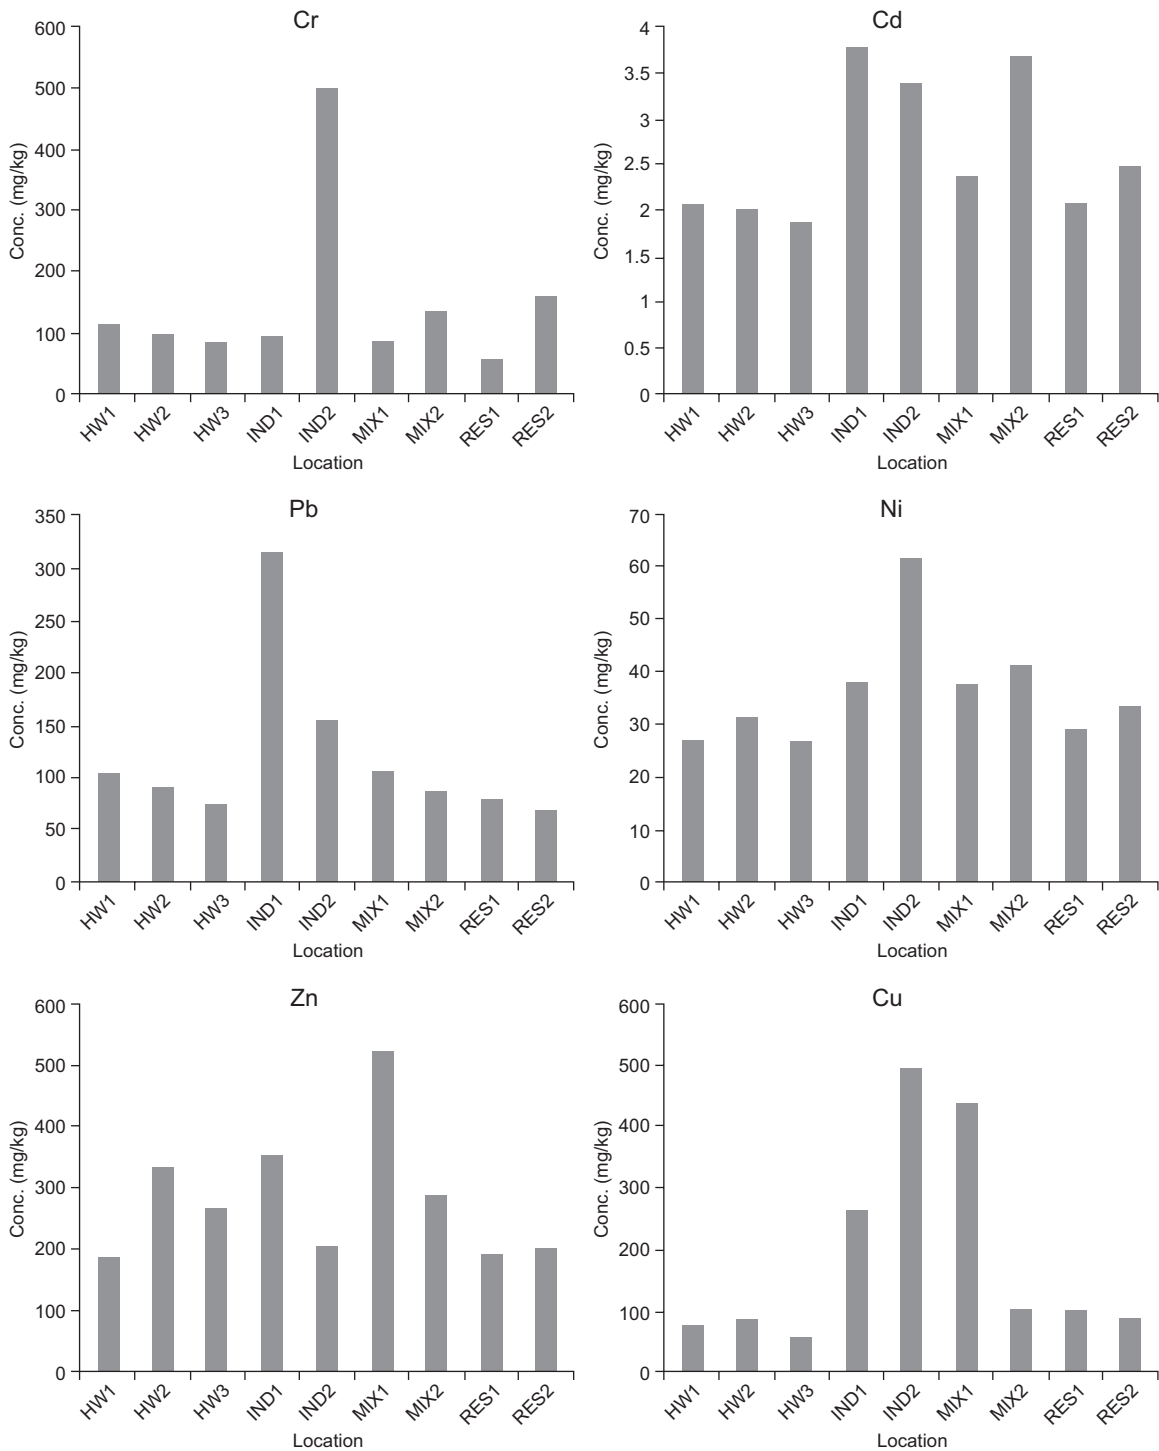 Cr
600
500
400
300
200
100
0
Conc. (mg/kg)
HW1 HW2 HW3 IND1 IND2 MIX1 MIX2 RES1 RES2
Location
Cd
4
3.5
3
2.5
2
1.5
1
0.5
0
Conc. (mg/kg)
HW1 HW2 HW3 IND1 IND2 MIX1 MIX2 RES1 RES2
Location
Pb
350
300
250
200
150
100
50
0
Conc. (mg/kg)
HW1 HW2 HW3 IND1 IND2 MIX1 MIX2 RES1 RES2
Location
Ni
70
60
50
40
30
20
10
0
Conc. (mg/kg)
HW1 HW2 HW3 IND1 IND2 MIX1 MIX2 RES1 RES2
Location
Zn
600
500
400
300
200
100
0
Conc. (mg/kg)
HW1 HW2 HW3 IND1 IND2 MIX1 MIX2 RES1 RES2
Location
Cu
600
500
400
300
200
100
0
Conc. (mg/kg)
HW1 HW2 HW3 IND1 IND2 MIX1 MIX2 RES1 RES2
Location